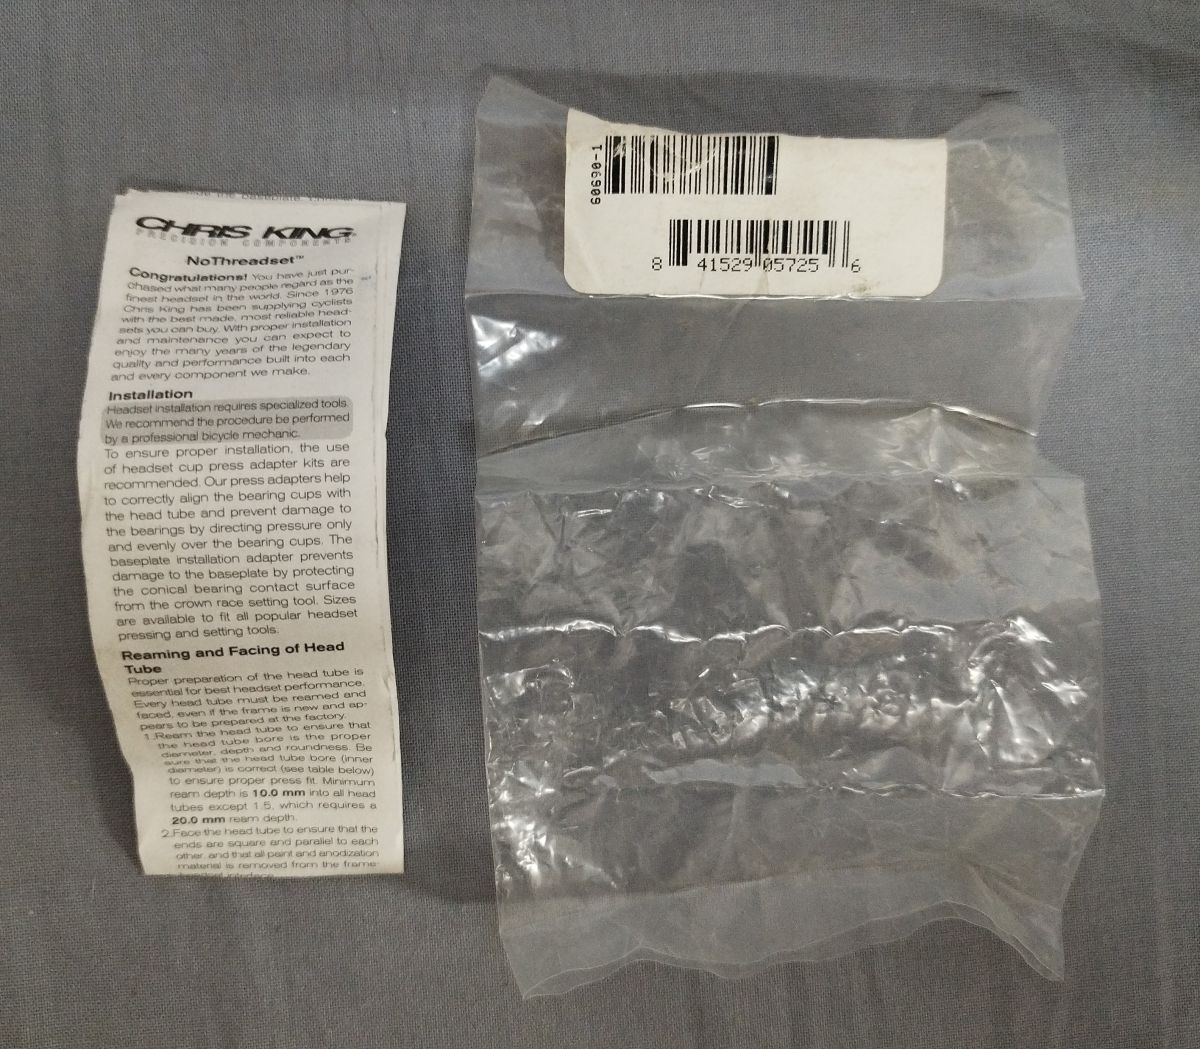 CHRIS KING
PRECISION COMPONENTS
NoThreadset™
Congratulations! You have just pur-
chased what many people regard as the
finest headset in the world. Since 1976
Chris King has been supplying cyclists
with the best made, most reliable head-
sets you can buy. With proper installation
and maintenance you can expect to
enjoy the many years of the legendary
quality and performance built into each
and every component we make.
Installation
Headset installation requires specialized tools.
We recommend the procedure be performed
by a professional bicycle mechanic.
To ensure proper installation, the use
of headset cup press adapter kits are
recommended. Our press adapters help
to correctly align the bearing cups with
the head tube and prevent damage to
the bearings by directing pressure only
and evenly over the bearing cups. The
baseplate installation adapter prevents
damage to the baseplate by protecting
the conical bearing contact surface
from the crown race setting tool. Sizes
are available to fit all popular headset
pressing and setting tools.
Reaming and Facing of Head
Tube
Proper preparation of the head tube is
essential for best headset performance.
Every head tube must be reamed and
faced, even if the frame is new and ap-
pears to be prepared at the factory.
1.Ream the head tube to ensure that
the head tube bore is the proper
diameter, depth and roundness. Be
sure that the head tube bore (inner
diameter) is correct (see table below)
to ensure proper press fit. Minimum
ream depth is 10.0 mm into all head
tubes except 1.5, which requires a
20.0 mm ream depth.
2.Face the head tube to ensure that the
ends are square and parallel to each
other, and that all paint and anodization
material is removed from the frame-
60690-1
8 41529 05725 6